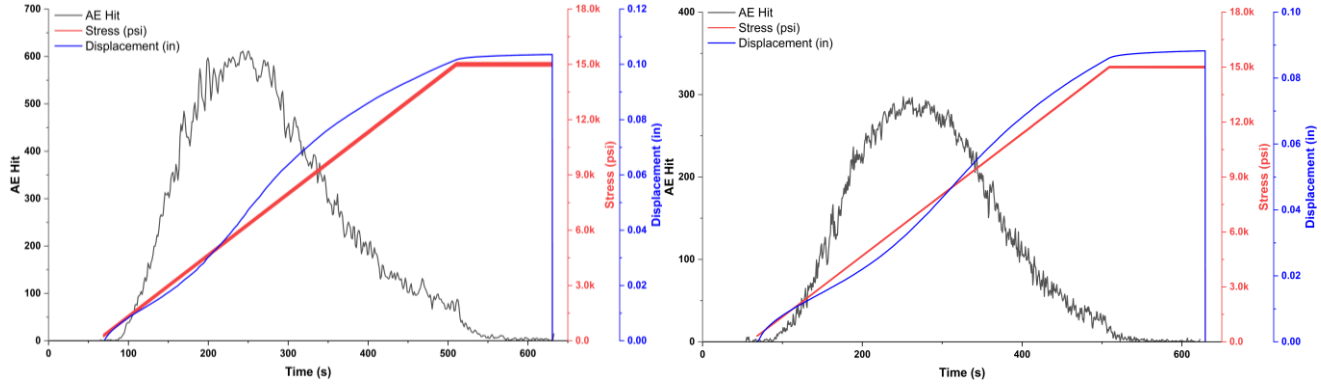 700
600
500
400
300
200
100
0
AE Hit
AE Hit
Stress (psi)
Displacement (in)
0
100
200
300
400
500
600
Time (s)
18.0k
15.0k
12.0k
9.0k
6.0k
3.0k
0.0
Stress (psi)
0.12
0.10
0.08
0.06
0.04
0.02
0.00
Displacement (in)
400
300
200
100
0
AE Hit
AE Hit
Stress (psi)
Displacement (in)
0
200
400
600
Time (s)
18.0k
15.0k
12.0k
9.0k
6.0k
3.0k
0.0
Stress (psi)
0.10
0.08
0.06
0.04
0.02
0.00
Displacement (in)